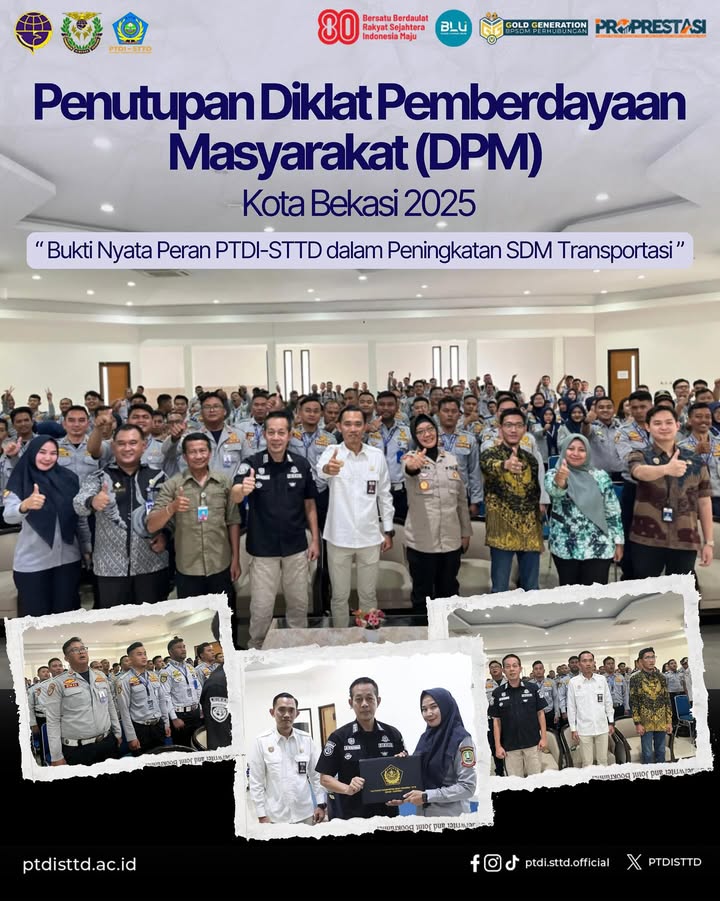 PTDI - STTD
80 Bersatu Berdaulat
Rakyat Sejahtera
Indonesia Maju
BLU
GOLD GENERATION
BPSDM PERHUBUNGAN
PROPRESTASI
Penutupan Diklat Pemberdayaan
Masyarakat (DPM)
Kota Bekasi 2025
“ Bukti Nyata Peran PTDI-STTD dalam Peningkatan SDM Transportasi ”
ptdisttd.ac.id
ptdi.sttd.official
PTDISTTD